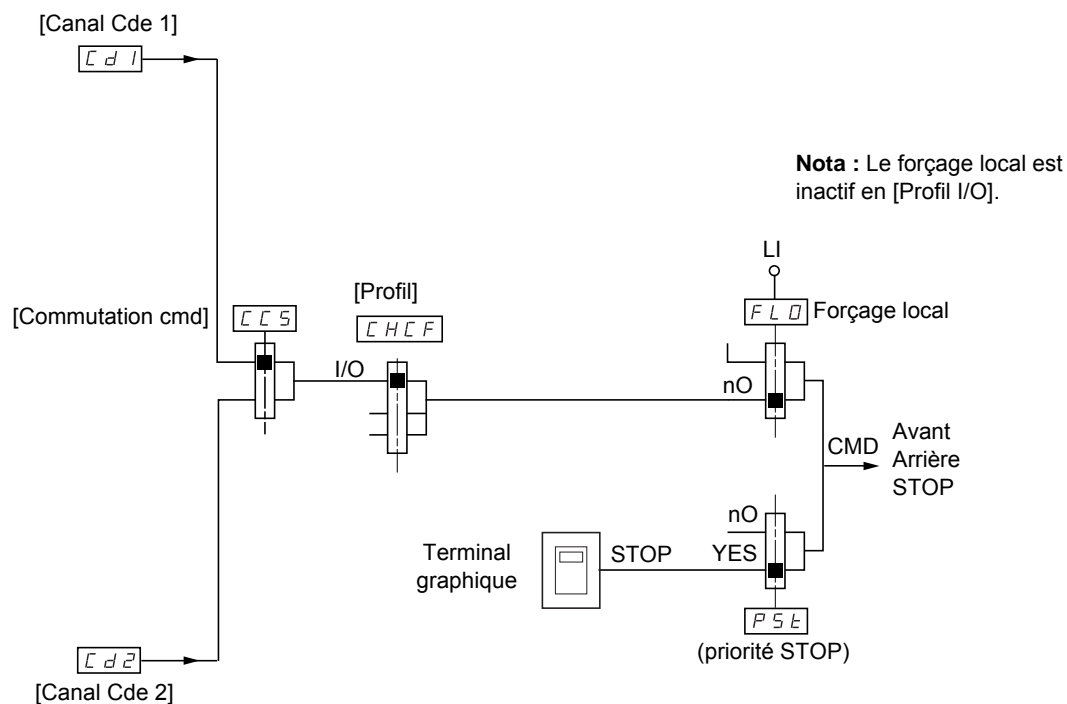 [Canal Cde 1]
Cd1
Nota : Le forçage local est
inactif en [Profil I/O].
LI
[Profil]
[Commutation cmd]
CCS
CHCF
FLO
Forçage local
I/O
nO
CMD
Avant
Arrière
STOP
nO
Terminal
graphique
STOP
YES
PSt
(priorité STOP)
Cd2
[Canal Cde 2]